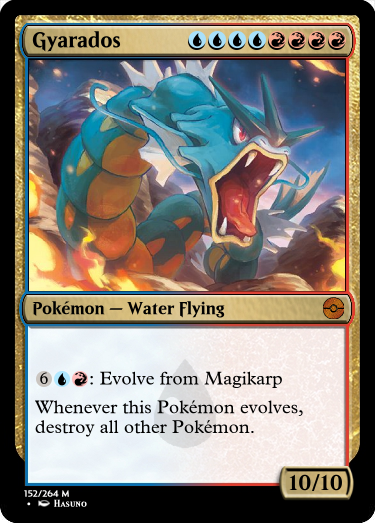 Gyarados
Pokémon — Water Flying
6: Evolve from Magikarp
Whenever this Pokémon evolves,
destroy all other Pokémon.
10/10
152/264 M
• Hasuno